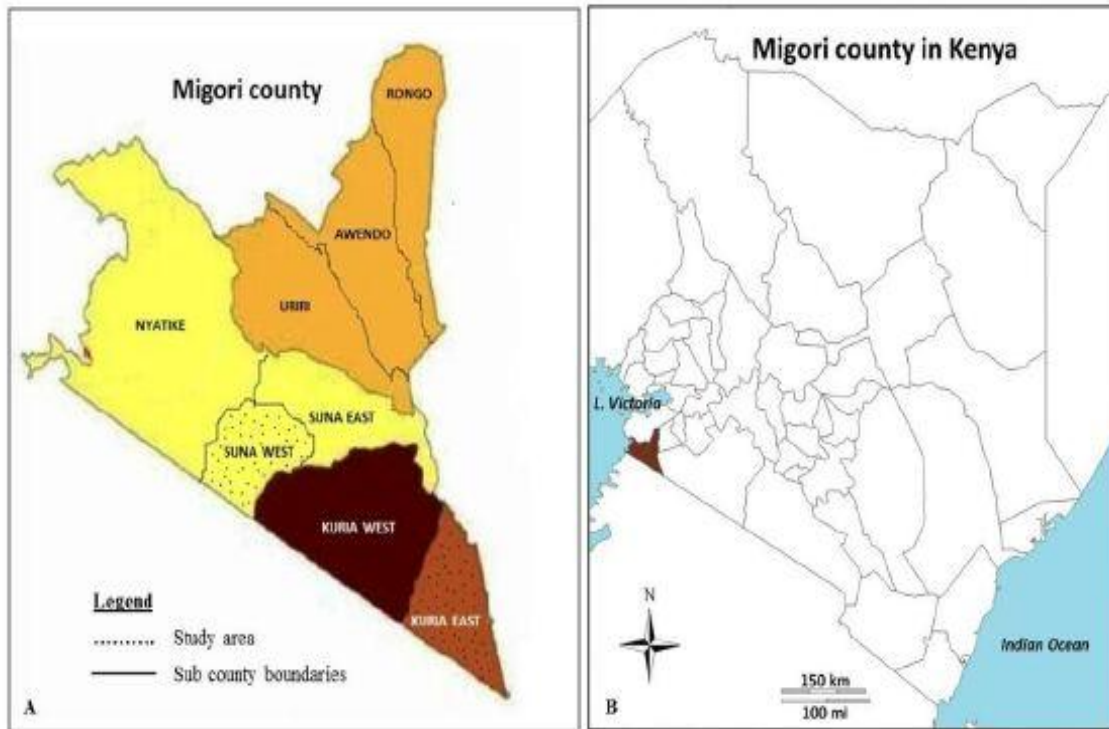 Migori county
RONGO
AWENDO
URIRI
NYATIKE
SUNA EAST
SUNA WEST
KURIA WEST
KURIA EAST
Legend
Study area
Sub county boundaries
A
Migori county in Kenya
L. Victoria
N
Indian Ocean
150 km
100 mi
B